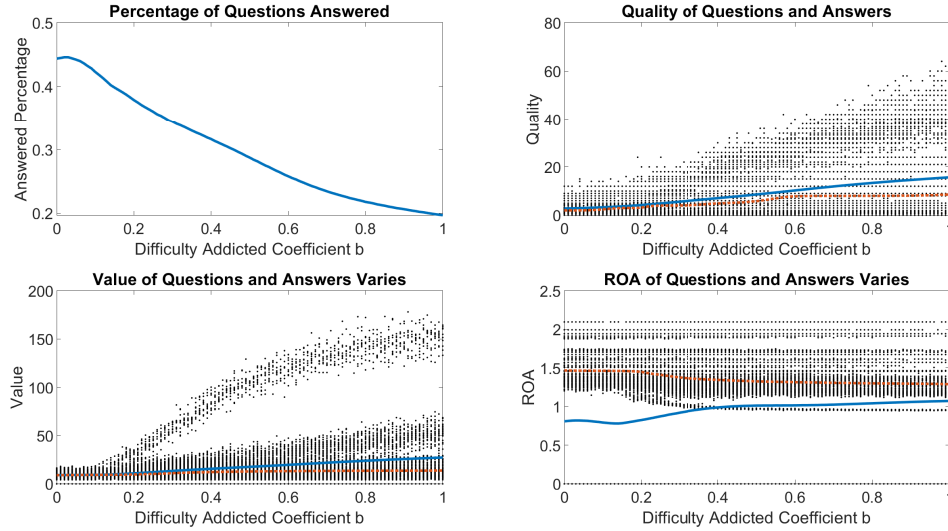 Percentage of Questions Answered
0.5
0.4
0.3
0.2
Answered Percentage
0 0.2 0.4 0.6 0.8 1
Difficulty Addicted Coefficient b
Quality of Questions and Answers
80
60
40
20
0
Quality
0 0.2 0.4 0.6 0.8 1
Difficulty Addicted Coefficient b
Value of Questions and Answers Varies
200
150
100
50
0
Value
0 0.2 0.4 0.6 0.8 1
Difficulty Addicted Coefficient b
ROA of Questions and Answers Varies
2.5
2
1.5
1
0.5
0
ROA
0 0.2 0.4 0.6 0.8 1
Difficulty Addicted Coefficient b